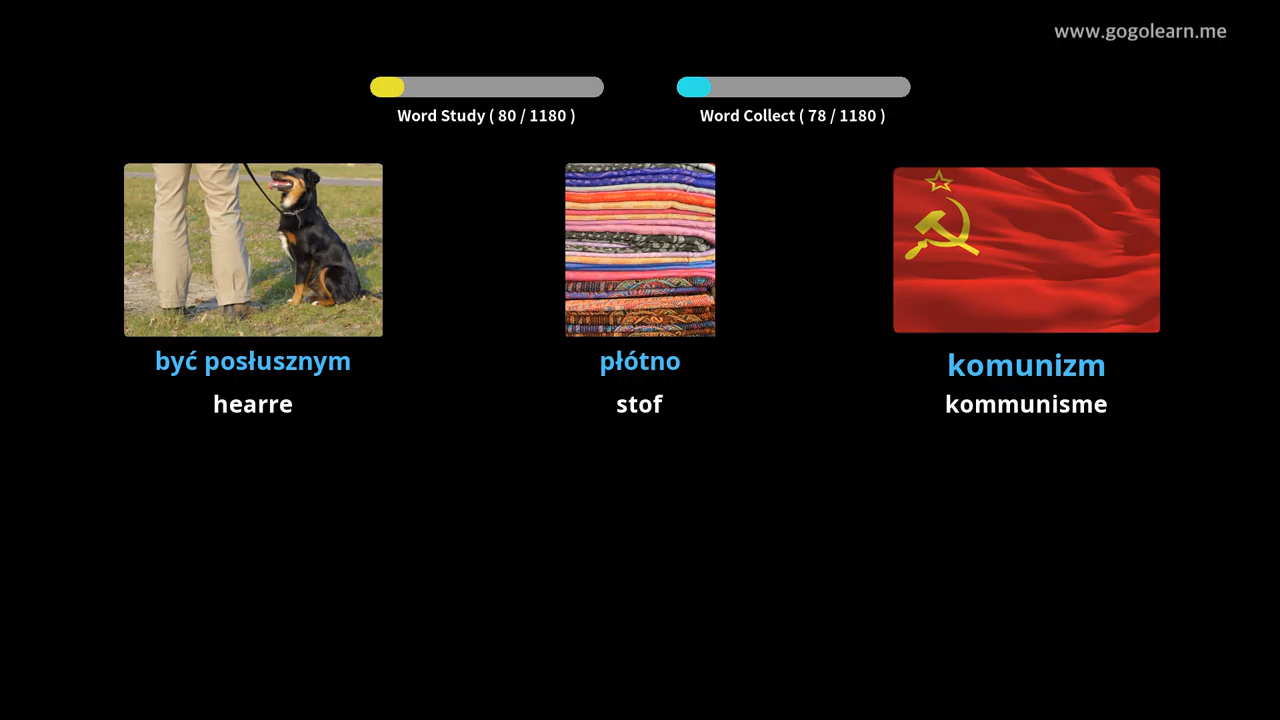 www.gogolearn.me
Word Study ( 80 / 1180 )
Word Collect ( 78 / 1180 )
być posłusznym
płótno
komunizm
hearre
stof
kommunisme